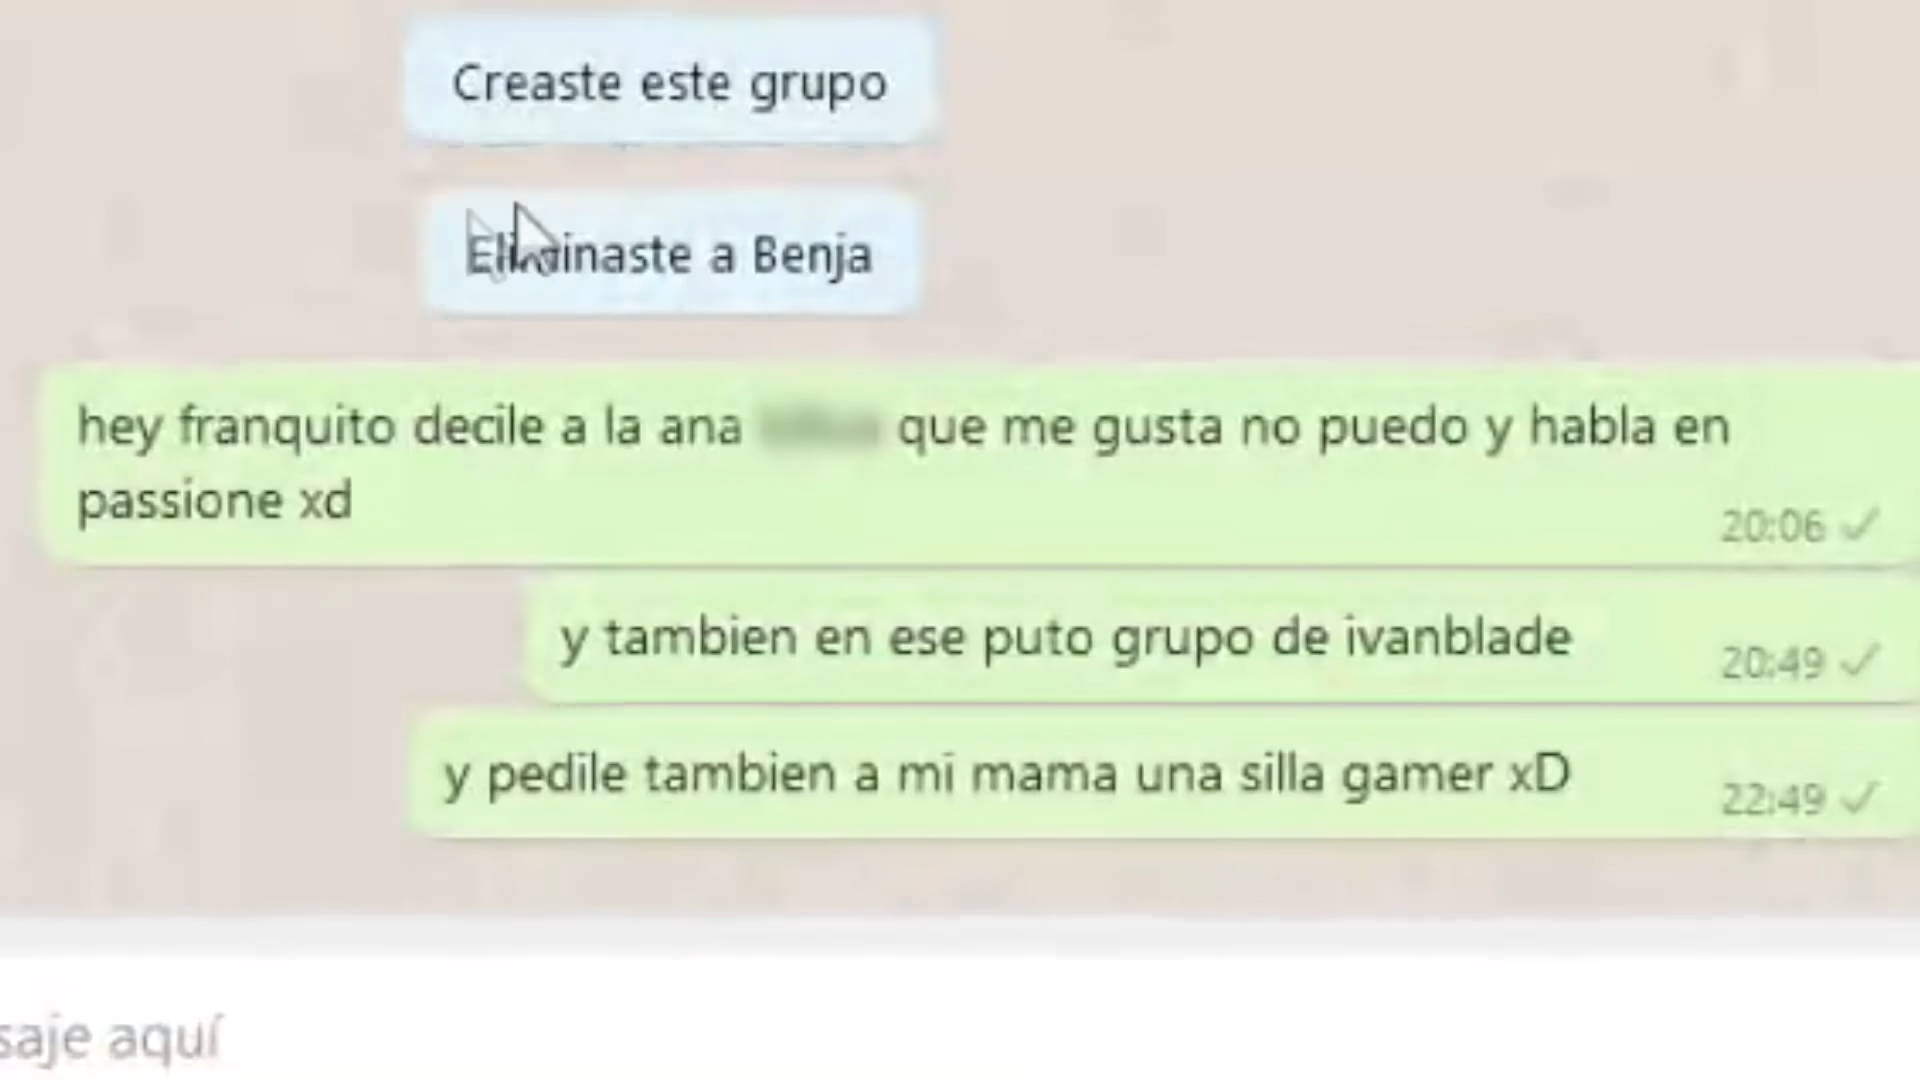 Creaste este grupo
Eliminaste a Benja
hey franquito decile a la ana que me gusta no puedo y habla en
passione xd
20:06
y tambien en ese puto grupo de ivanblade
20:49
y pedile tambien a mi mama una silla gamer xD
22:49
saje aquí